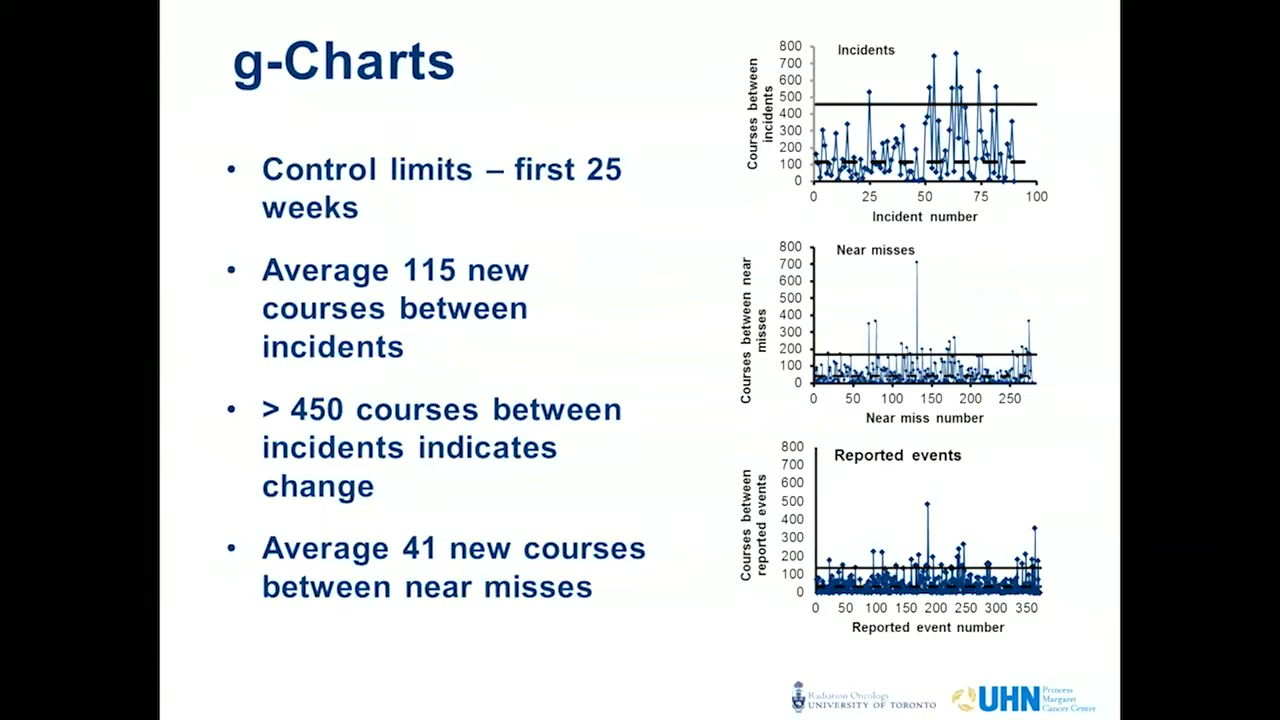 g-Charts
• Control limits – first 25
weeks
• Average 115 new
courses between
incidents
• > 450 courses between
incidents indicates
change
• Average 41 new courses
between near misses
Incidents
Courses between
incidents
800
700
600
500
400
300
200
100
0
0 25 50 75 100
Incident number
Near misses
Courses between near
misses
800
700
600
500
400
300
200
100
0
0 50 100 150 200 250
Near miss number
Reported events
Courses between
reported events
800
700
600
500
400
300
200
100
0
0 50 100 150 200 250 300 350
Reported event number
Radiation Oncology
UNIVERSITY OF TORONTO
UHN
Princess
Margaret
Cancer Centre